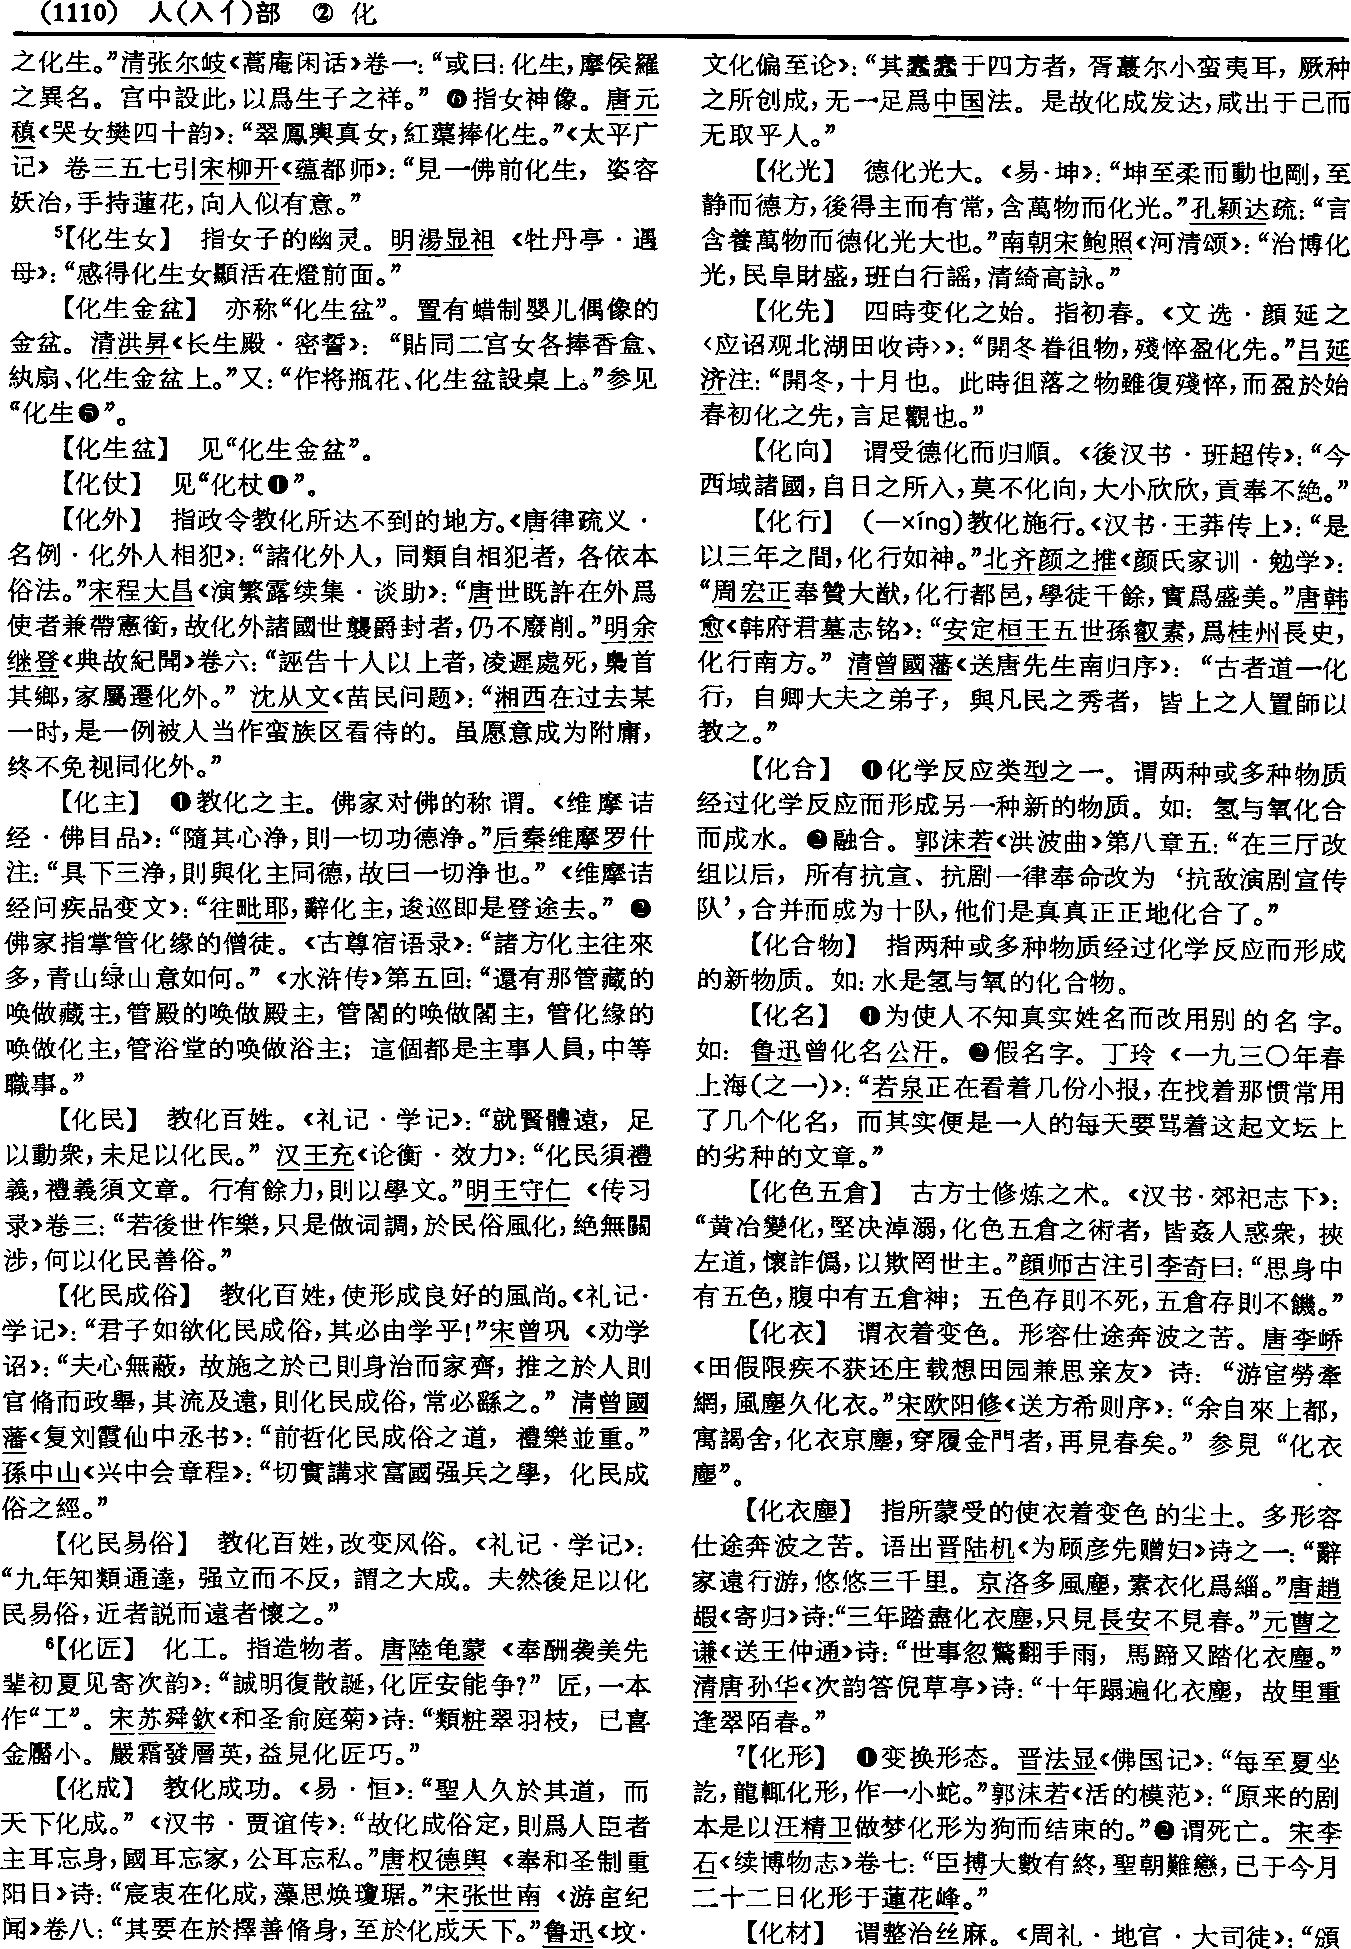 (1110) 人(入亻)部 ② 化
之化生。”清张尔岐《蒿庵闲话》卷一：“或曰：化生，摩侯羅
之異名。宫中設此，以爲生子之祥。”❻指女神像。唐元
稹《哭女樊四十韵》：“翠鳳輿真女，紅蕖捧化生。”《太平广
记》卷三五七引宋柳开《蕴都师》：“見一佛前化生，姿容
妖冶，手持蓮花，向人似有意。”
⁵【化生女】 指女子的幽灵。明湯显祖《牡丹亭·遇
母》：“感得化生女顯活在燈前面。”
【化生金盆】 亦称“化生盆”。置有蜡制婴儿偶像的
金盆。清洪昇《长生殿·密誓》：“貼同二宫女各捧香盒、
紈扇、化生金盆上。”又：“作将瓶花、化生盆設桌上。”参见
“化生❺”。
【化生盆】 见“化生金盆”。
【化仗】 见“化杖❶”。
【化外】 指政令教化所达不到的地方。《唐律疏义·
名例·化外人相犯》：“諸化外人，同類自相犯者，各依本
俗法。”宋程大昌《演繁露续集·谈助》：“唐世既許在外爲
使者兼帶憲銜，故化外諸國世襲爵封者，仍不廢削。”明余
继登《典故紀聞》卷六：“誣告十人以上者，凌遲處死，梟首
其鄉，家屬遷化外。”沈从文《苗民问题》：“湘西在过去某
一时，是一例被人当作蛮族区看待的。虽愿意成为附庸，
终不免视同化外。”
【化主】 ❶教化之主。佛家对佛的称谓。《维摩诘
经·佛目品》：“隨其心浄，則一切功德浄。”后秦维摩罗什
注：“具下三浄，則與化主同德，故曰一切浄也。”《维摩诘
经问疾品变文》：“往毗耶，辭化主，逡巡即是登途去。”❷
佛家指掌管化缘的僧徒。《古尊宿语录》：“諸方化主往來
多，青山緑山意如何。”《水浒传》第五回：“還有那管藏的
唤做藏主，管殿的唤做殿主，管閣的唤做閣主，管化缘的
唤做化主，管浴堂的唤做浴主；這個都是主事人員，中等
職事。”
【化民】 教化百姓。《礼记·学记》：“就賢體遠，足
以動衆，未足以化民。”汉王充《论衡·效力》：“化民須禮
義，禮義須文章。行有餘力，則以學文。”明王守仁《传习
录》卷三：“若後世作樂，只是做词調，於民俗風化，絶無關
涉，何以化民善俗。”
【化民成俗】 教化百姓，使形成良好的風尚。《礼记·
学记》：“君子如欲化民成俗，其必由学乎！”宋曾巩《劝学
诏》：“夫心無蔽，故施之於己則身治而家齊，推之於人則
官脩而政舉，其流及遠，則化民成俗，常必繇之。”清曾國
藩《复刘霞仙中丞书》：“前哲化民成俗之道，禮樂並重。”
孫中山《兴中会章程》：“切實講求富國强兵之學，化民成
俗之經。”
【化民易俗】 教化百姓，改变风俗。《礼记·学记》：
“九年知類通達，强立而不反，謂之大成。夫然後足以化
民易俗，近者説而遠者懷之。”
⁶【化匠】 化工。指造物者。唐陸龟蒙《奉酬袭美先
辈初夏见寄次韵》：“誠明復散誕，化匠安能争？”匠，一本
作“工”。宋苏舜欽《和圣俞庭菊》诗：“類粧翠羽枝，已喜
金靨小。嚴霜發層英，益見化匠巧。”
【化成】 教化成功。《易·恒》：“聖人久於其道，而
天下化成。”《汉书·贾谊传》：“故化成俗定，則爲人臣者
主耳忘身，國耳忘家，公耳忘私。”唐权德舆《奉和圣制重
阳日》诗：“宸衷在化成，藻思焕瓊琚。”宋张世南《游宦纪
闻》卷八：“其要在於擇善脩身，至於化成天下。”鲁迅《坟·
文化偏至论》：“其蠢蠢于四方者，胥蕞尔小蛮夷耳，厥种
之所创成，无一足爲中国法。是故化成发达，咸出于己而
无取乎人。”
【化光】 德化光大。《易·坤》：“坤至柔而動也剛，至
静而德方，後得主而有常，含萬物而化光。”孔颖达疏：“言
含養萬物而德化光大也。”南朝宋鲍照《河清颂》：“治博化
光，民阜財盛，班白行謡，清綺高詠。”
【化先】 四時变化之始。指初春。《文选·顔延之
〈应诏观北湖田收诗〉》：“開冬眷徂物，殘悴盈化先。”吕延
济注：“開冬，十月也。此時徂落之物雖復殘悴，而盈於始
春初化之先，言足觀也。”
【化向】 谓受德化而归順。《後汉书·班超传》：“今
西域諸國，自日之所入，莫不化向，大小欣欣，貢奉不絶。”
【化行】 (—xíng)教化施行。《汉书·王莽传上》：“是
以三年之間，化行如神。”北齐颜之推《颜氏家训·勉学》：
“周宏正奉贊大猷，化行都邑，學徒千餘，實爲盛美。”唐韩
愈《韩府君墓志铭》：“安定桓王五世孫叡素，爲桂州長史，
化行南方。”清曾國藩《送唐先生南归序》：“古者道一化
行，自卿大夫之弟子，與凡民之秀者，皆上之人置師以
教之。”
【化合】 ❶化学反应类型之一。谓两种或多种物质
经过化学反应而形成另一种新的物质。如：氢与氧化合
而成水。❷融合。郭沫若《洪波曲》第八章五：“在三厅改
组以后，所有抗宣、抗剧一律奉命改为‘抗敌演剧宣传
队’，合并而成为十队，他们是真真正正地化合了。”
【化合物】 指两种或多种物质经过化学反应而形成
的新物质。如：水是氢与氧的化合物。
【化名】 ❶为使人不知真实姓名而改用别的名字。
如：鲁迅曾化名公汗。❷假名字。丁玲《一九三〇年春
上海(之一)》：“若泉正在看着几份小报，在找着那惯常用
了几个化名，而其实便是一人的每天要骂着这起文坛上
的劣种的文章。”
【化色五倉】 古方士修炼之术。《汉书·郊祀志下》：
“黄冶變化，堅决淖溺，化色五倉之術者，皆姦人惑衆，挾
左道，懷詐僞，以欺罔世主。”顔师古注引李奇曰：“思身中
有五色，腹中有五倉神；五色存則不死，五倉存則不饑。”
【化衣】 谓衣着变色。形容仕途奔波之苦。唐李峤
《田假限疾不获还庄载想田园兼思亲友》诗：“游宦勞牽
網，風塵久化衣。”宋欧阳修《送方希则序》：“余自來上都，
寓謁舍，化衣京塵，穿履金門者，再見春矣。”参見“化衣
塵”。
【化衣塵】 指所蒙受的使衣着变色的尘土。多形容
仕途奔波之苦。语出晋陆机《为顾彦先赠妇》诗之一：“辭
家遠行游，悠悠三千里。京洛多風塵，素衣化爲緇。”唐趙
嘏《寄归》诗：“三年踏盡化衣塵，只見長安不見春。”元曹之
谦《送王仲通》诗：“世事忽驚翻手雨，馬蹄又踏化衣塵。”
清唐孙华《次韵答倪草亭》诗：“十年蹋遍化衣塵，故里重
逢翠陌春。”
⁷【化形】 ❶变换形态。晋法显《佛国记》：“每至夏坐
訖，龍輒化形，作一小蛇。”郭沫若《活的模范》：“原来的剧
本是以汪精卫做梦化形为狗而结束的。”❷谓死亡。宋李
石《续博物志》卷七：“臣搏大數有終，聖朝難戀，已于今月
二十二日化形于蓮花峰。”
【化材】 谓整治丝麻。《周礼·地官·大司徒》：“頒